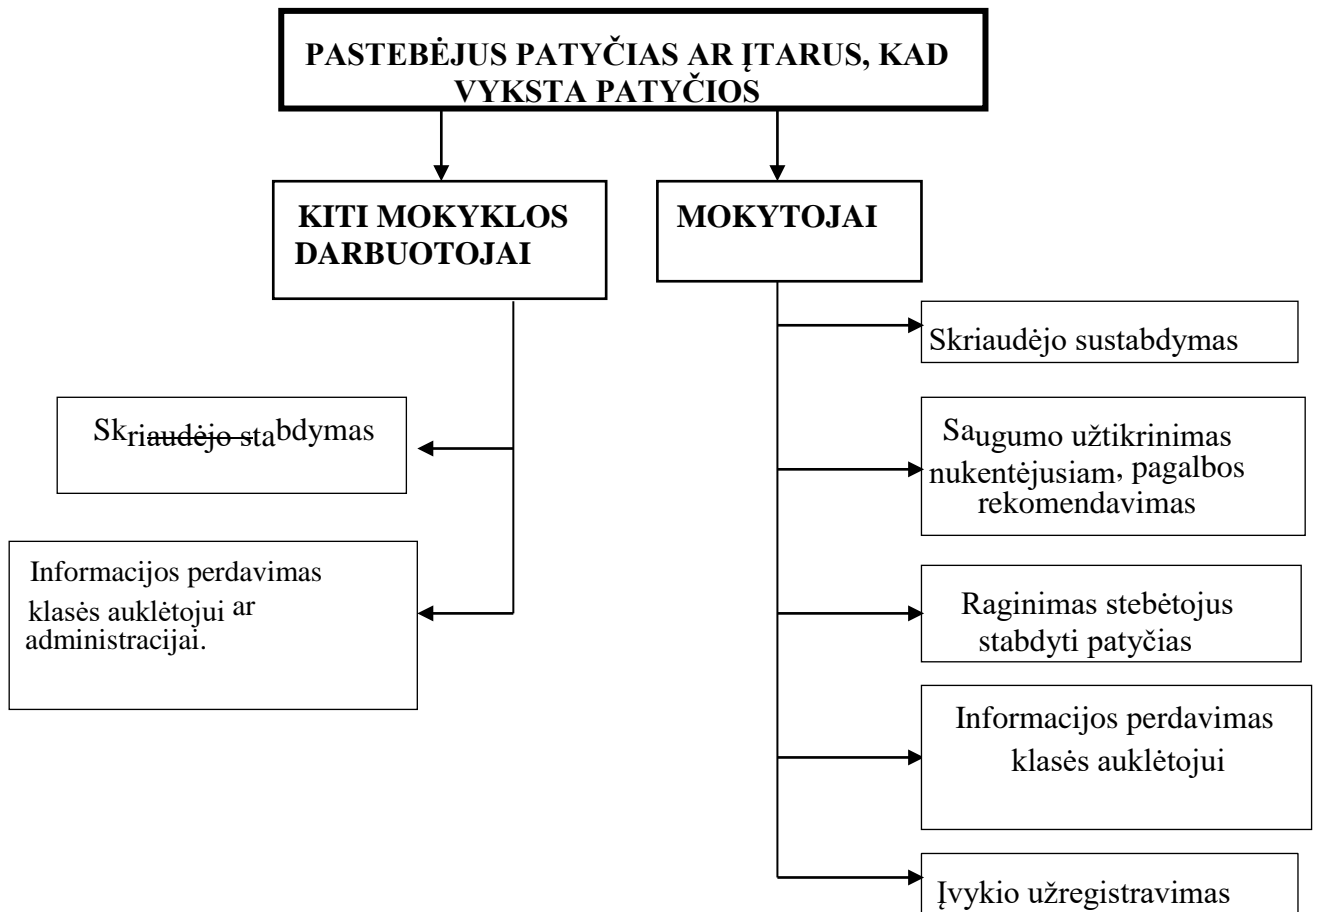 PASTEBĖJUS PATYČIAS AR ĮTARUS, KAD
VYKSTA PATYČIOS
KITI MOKYKLOS
DARBUOTOJAI
MOKYTOJAI
Skriaudėjo stabdymas
Informacijos perdavimas
klasės auklėtojui ar
administracijai.
Skriaudėjo sustabdymas
Saugumo užtikrinimas
nukentėjusiam, pagalbos
rekomendavimas
Raginimas stebėtojus
stabdyti patyčias
Informacijos perdavimas
klasės auklėtojui
Įvykio užregistravimas